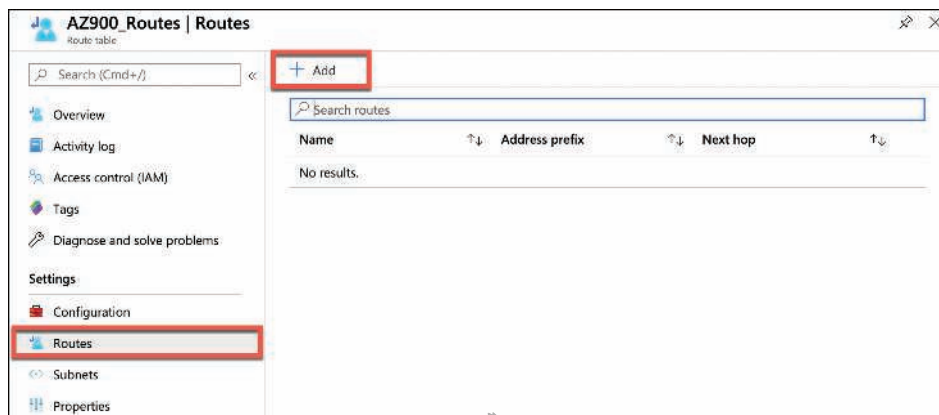 AZ900_Routes | Routes
Route table
Search (Cmd+/)
«
+ Add
Overview
Activity log
Access control (IAM)
Tags
Diagnose and solve problems
Settings
Configuration
Routes
Subnets
Properties
Search routes
Name ↑↓ Address prefix ↑↓ Next hop ↑↓
No results.